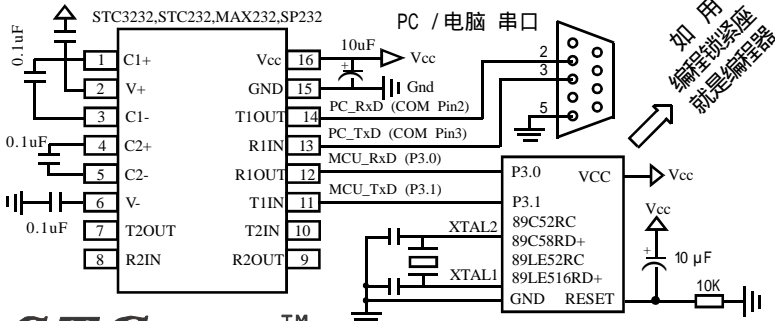 STC3232,STC232,MAX232,SP232
PC /电脑 串口
如 用
编程锁紧座
就是编程器
0.1uF
1 C1+
2 V+
3 C1-
4 C2+
5 C2-
6 V-
7 T2OUT
8 R2IN
0.1uF
0.1uF
Vcc 16
GND 15
T1OUT 14
R1IN 13
R1OUT 12
T1IN 11
T2IN 10
R2OUT 9
10uF
+
Vcc
Gnd
PC_RxD (COM Pin2)
PC_TxD (COM Pin3)
MCU_RxD (P3.0)
MCU_TxD (P3.1)
2
3
5
XTAL2
XTAL1
P3.0 VCC
P3.1
89C52RC
89C58RD+
89LE52RC
89LE516RD+
GND RESET
Vcc
Vcc
+
10 μF
10K
TM